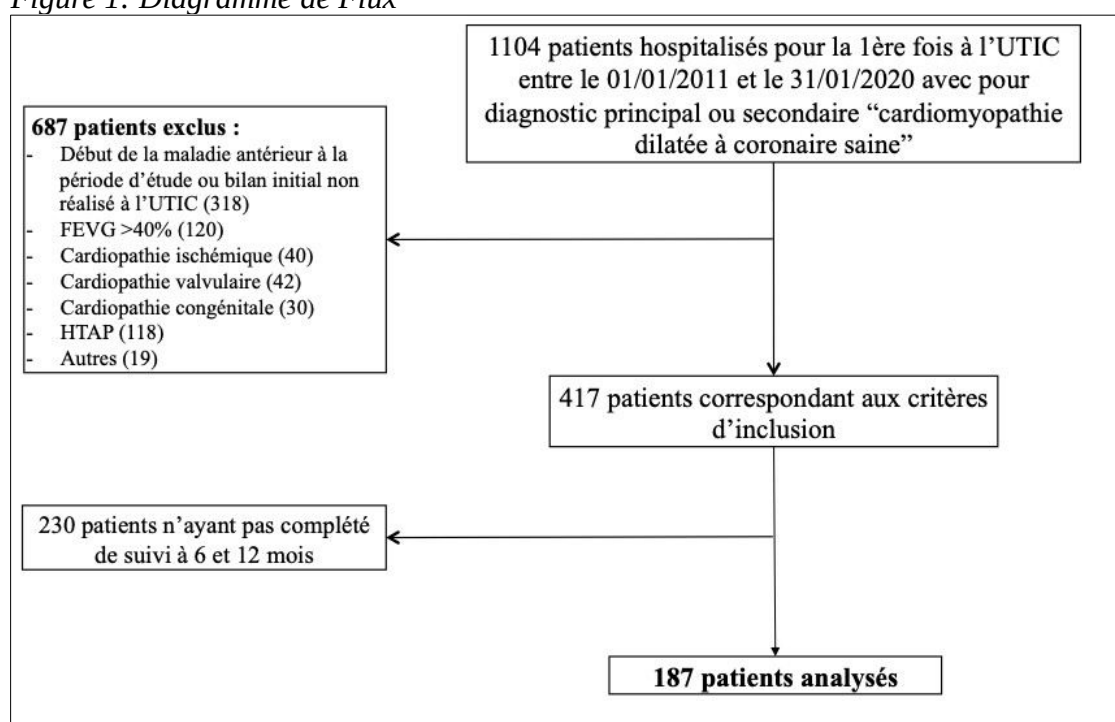 Figure 1: Diagramme de Flux
1104 patients hospitalisés pour la 1ère fois à l’UTIC
entre le 01/01/2011 et le 31/01/2020 avec pour
diagnostic principal ou secondaire “cardiomyopathie
dilatée à coronaire saine”
687 patients exclus :
- Début de la maladie antérieur à la
période d’étude ou bilan initial non
réalisé à l’UTIC (318)
- FEVG >40% (120)
- Cardiopathie ischémique (40)
- Cardiopathie valvulaire (42)
- Cardiopathie congénitale (30)
- HTAP (118)
- Autres (19)
417 patients correspondant aux critères
d’inclusion
230 patients n’ayant pas complété
de suivi à 6 et 12 mois
187 patients analysés